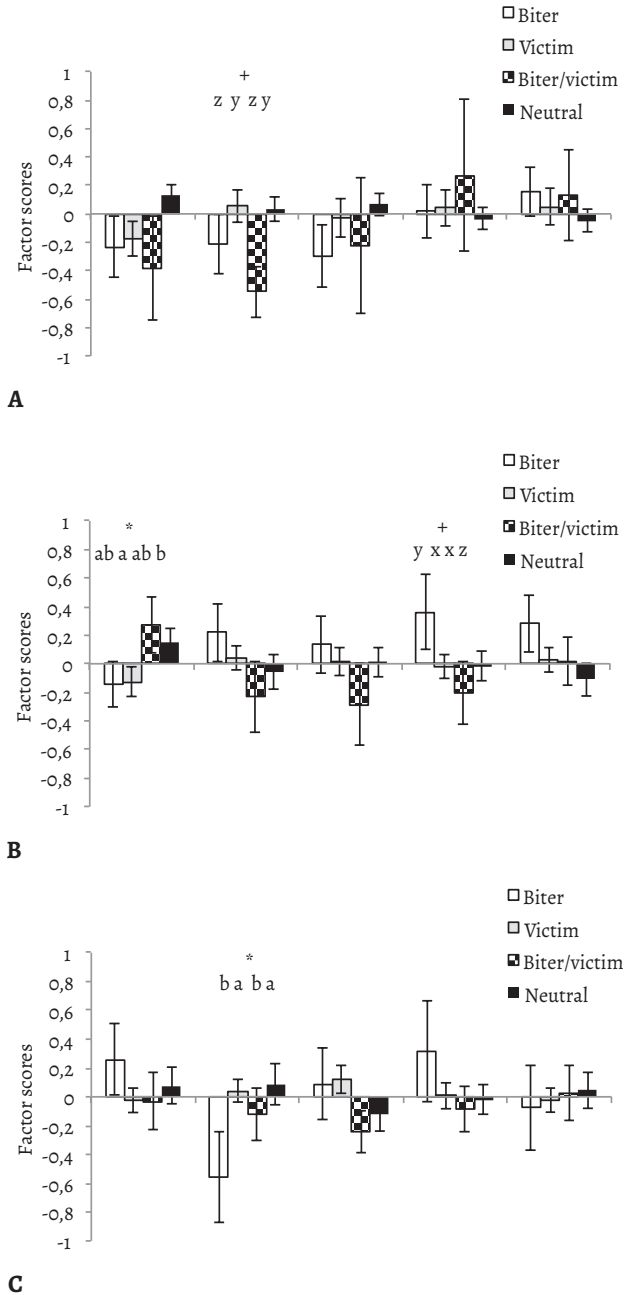 Biter
Victim
Biter/victim
Neutral
Factor scores
1
0,8
0,6
0,4
0,2
0
-0,2
-0,4
-0,6
-0,8
-1
+
z y z y
A
Biter
Victim
Biter/victim
Neutral
Factor scores
1
0,8
0,6
0,4
0,2
0
-0,2
-0,4
-0,6
-0,8
-1
*
ab a ab b
+
y x x z
B
Biter
Victim
Biter/victim
Neutral
Factor scores
1
0,8
0,6
0,4
0,2
0
-0,2
-0,4
-0,6
-0,8
-1
*
b a b a
C